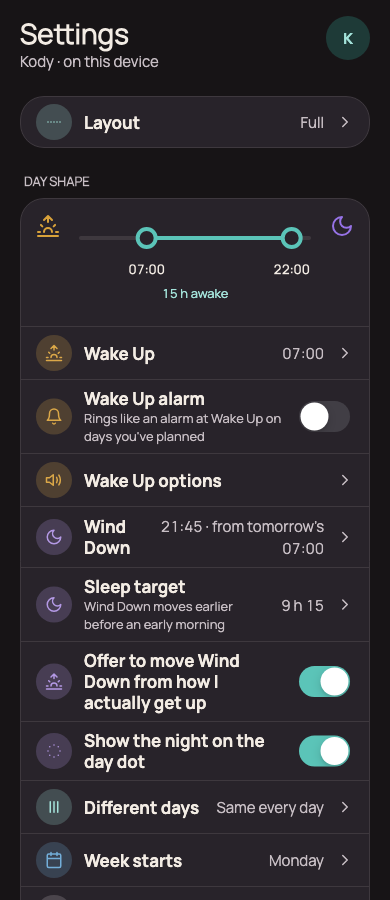 Settings
K
Kody · on this device
Layout
Full
DAY SHAPE
07:00
22:00
15 h awake
Wake Up
07:00
Wake Up alarm
Rings like an alarm at Wake Up on
days you've planned
Wake Up options
Wind
Down
21:45 · from tomorrow's
07:00
Sleep target
Wind Down moves earlier
before an early morning
9 h 15
Offer to move Wind
Down from how I
actually get up
Show the night on the
day dot
Different days
Same every day
Week starts
Monday